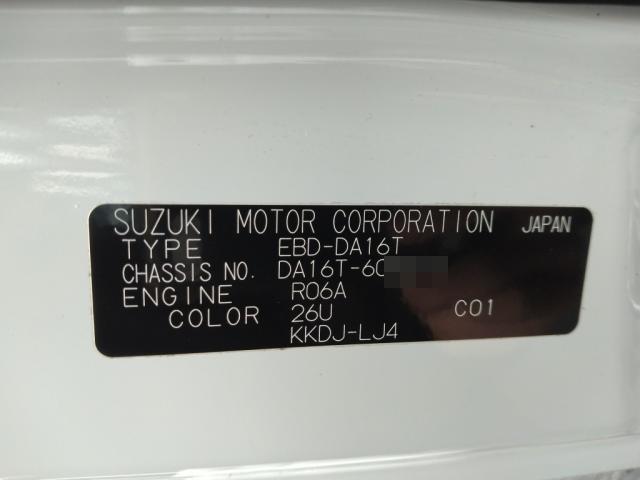 SUZUKI MOTOR CORPORATION JAPAN
TYPE EBD-DA16T
CHASSIS NO. DA16T-60
ENGINE R06A
COLOR 26U C01
KKDJ-LJ4